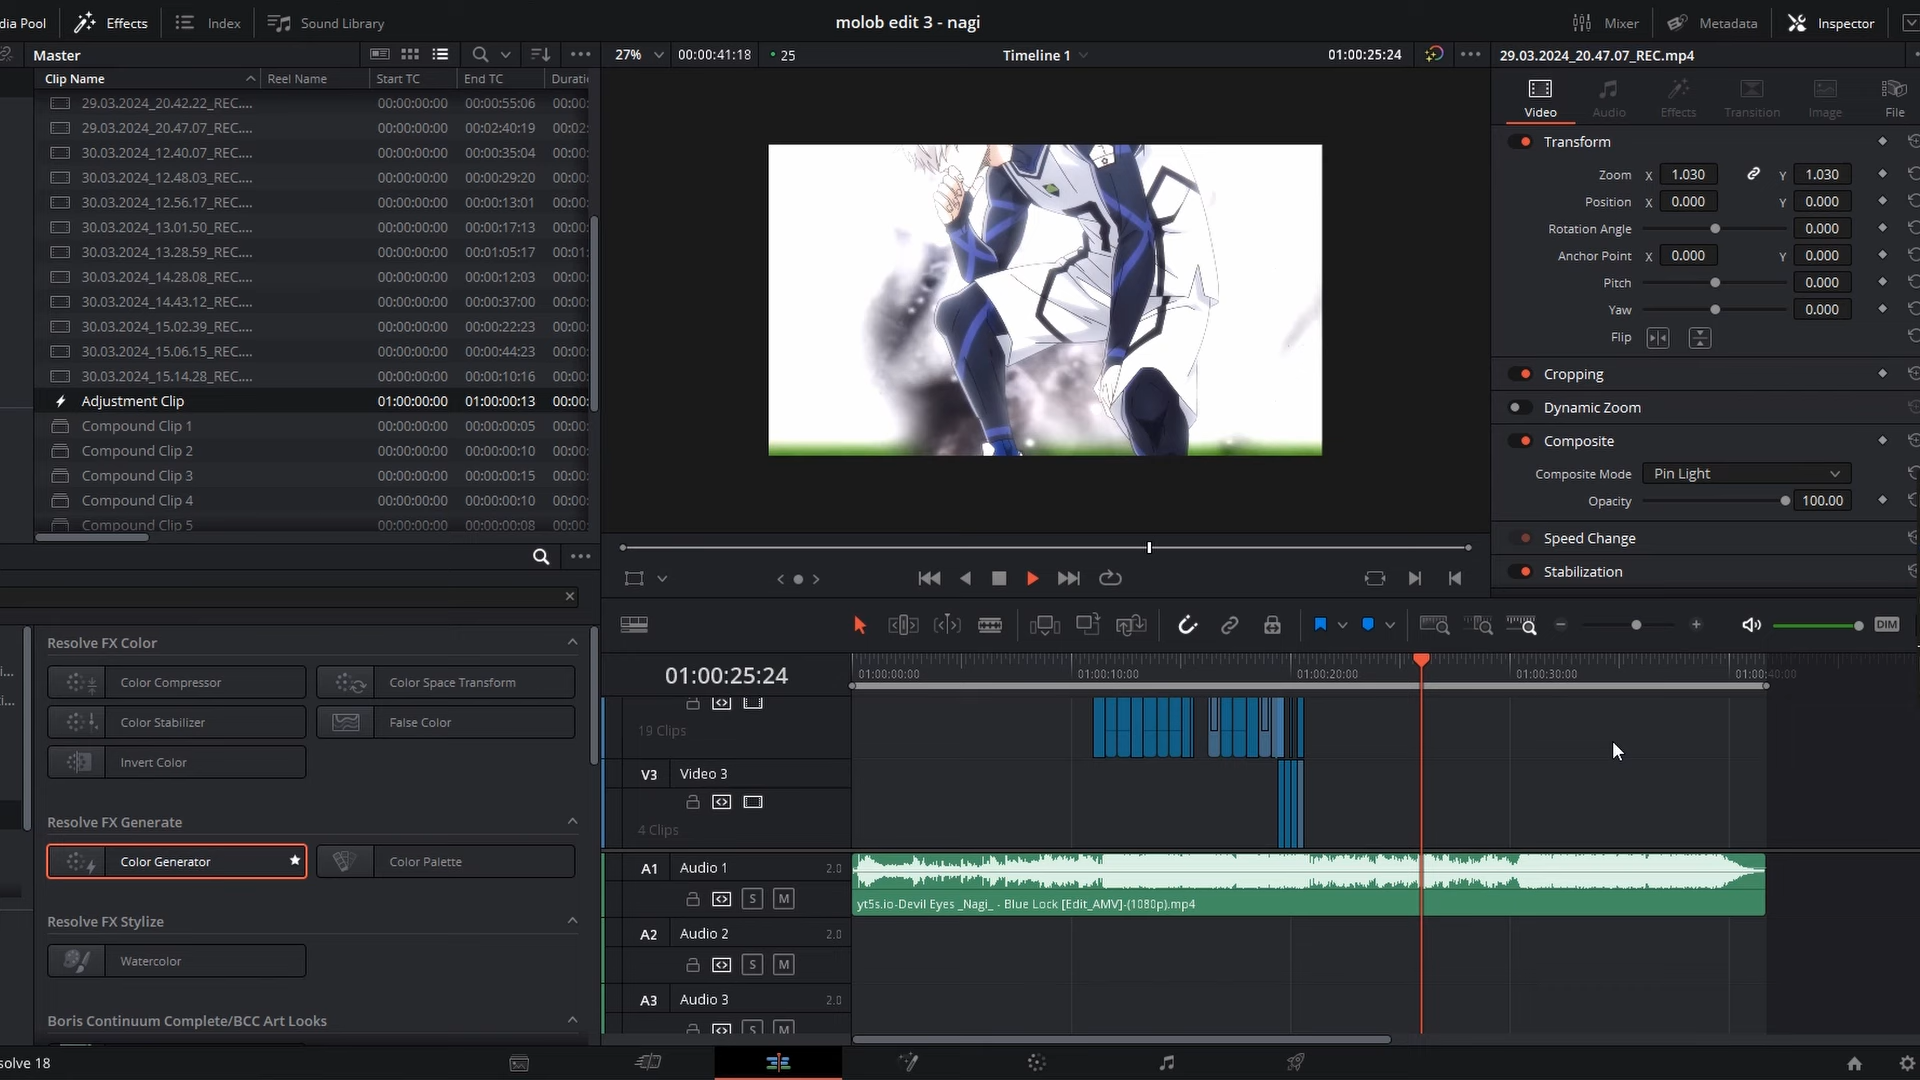 dia Pool
Effects
Index
Sound Library
molob edit 3 - nagi
Mixer
Metadata
Inspector
Master
27%
00:00:41:18
25
Timeline 1
01:00:25:24
29.03.2024_20.47.07_REC.mp4
Clip Name
Reel Name
Start TC
End TC
Durati
29.03.2024_20.42.22_REC.... 00:00:00:00 00:00:55:06 00:00:
29.03.2024_20.47.07_REC.... 00:00:00:00 00:02:40:19 00:02:
30.03.2024_12.40.07_REC.... 00:00:00:00 00:00:35:04 00:00:
30.03.2024_12.48.03_REC.... 00:00:00:00 00:00:29:20 00:00:
30.03.2024_12.56.17_REC.... 00:00:00:00 00:00:13:01 00:00:
30.03.2024_13.01.50_REC.... 00:00:00:00 00:00:17:13 00:00:
30.03.2024_13.28.59_REC.... 00:00:00:00 00:01:05:17 00:01:
30.03.2024_14.28.08_REC.... 00:00:00:00 00:00:12:03 00:00:
30.03.2024_14.43.12_REC.... 00:00:00:00 00:00:37:00 00:00:
30.03.2024_15.02.39_REC.... 00:00:00:00 00:00:22:23 00:00:
30.03.2024_15.06.15_REC.... 00:00:00:00 00:00:44:23 00:00:
30.03.2024_15.14.28_REC.... 00:00:00:00 00:00:10:16 00:00:
Adjustment Clip 01:00:00:00 01:00:00:13 00:00:
Compound Clip 1 00:00:00:00 00:00:00:05 00:00:
Compound Clip 2 00:00:00:00 00:00:00:10 00:00:
Compound Clip 3 00:00:00:00 00:00:00:15 00:00:
Compound Clip 4 00:00:00:00 00:00:00:10 00:00:
Compound Clip 5 00:00:00:00 00:00:00:08 00:00:
Video
Audio
Effects
Transition
Image
File
Transform
Zoom X 1.030 Y 1.030
Position X 0.000 Y 0.000
Rotation Angle 0.000
Anchor Point X 0.000 Y 0.000
Pitch 0.000
Yaw 0.000
Flip
Cropping
Dynamic Zoom
Composite
Composite Mode Pin Light
Opacity 100.00
Speed Change
Stabilization
Resolve FX Color
Color Compressor
Color Space Transform
Color Stabilizer
False Color
Invert Color
Resolve FX Generate
Color Generator
Color Palette
Resolve FX Stylize
Watercolor
Boris Continuum Complete/BCC Art Looks
DIM
01:00:25:24
01:00:00:00
01:00:10:00
01:00:20:00
01:00:30:00
01:00:40:00
19 Clips
V3 Video 3
4 Clips
A1 Audio 1 2.0
S M
yt5s.io-Devil Eyes _Nagi_ - Blue Lock [Edit_AMV]-(1080p).mp4
A2 Audio 2 2.0
S M
A3 Audio 3 2.0
S M
solve 18